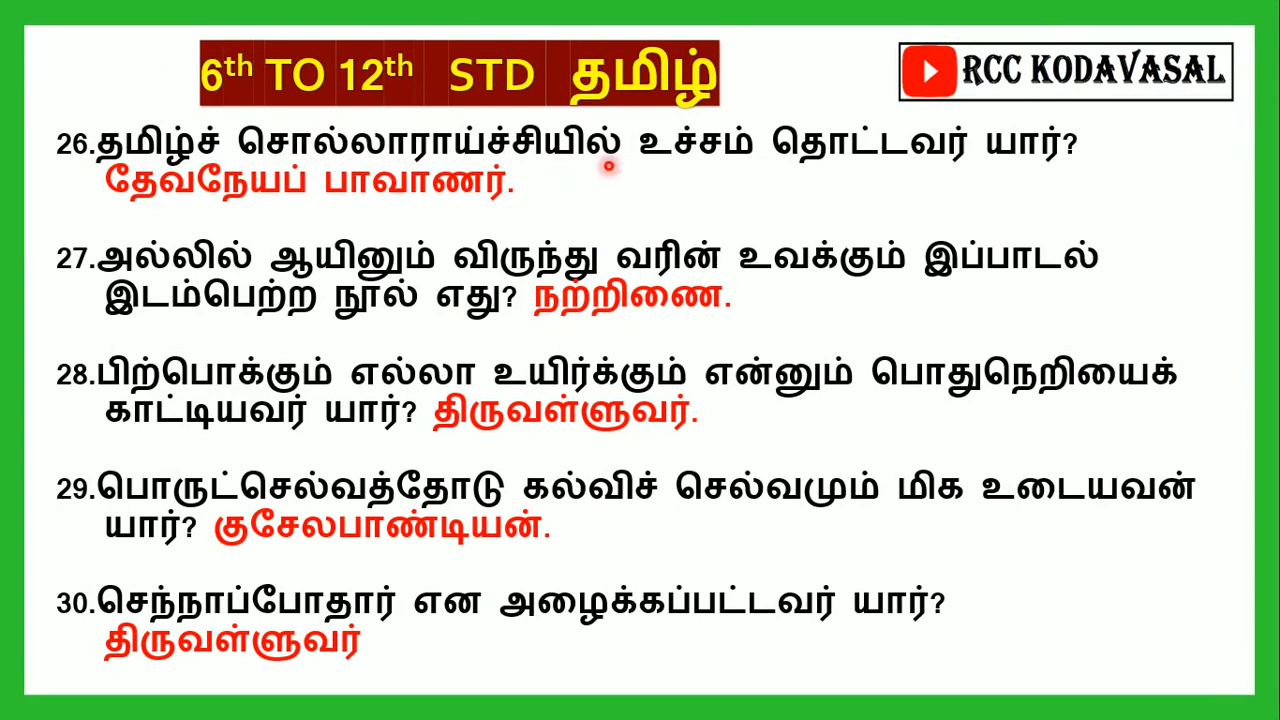 6th TO 12th STD தமிழ்
RCC KODAVASAL
26.தமிழ்ச் சொல்லாராய்ச்சியில் உச்சம் தொட்டவர் யார்?
தேவநேயப் பாவாணர்.
27.அல்லில் ஆயினும் விருந்து வரின் உவக்கும் இப்பாடல்
இடம்பெற்ற நூல் எது? நற்றிணை.
28.பிற்பொக்கும் எல்லா உயிர்க்கும் என்னும் பொதுநெறியைக்
காட்டியவர் யார்? திருவள்ளுவர்.
29.பொருட்செல்வத்தோடு கல்விச் செல்வமும் மிக உடையவன்
யார்? குசேலபாண்டியன்.
30.செந்நாப்போதார் என அழைக்கப்பட்டவர் யார்?
திருவள்ளுவர்